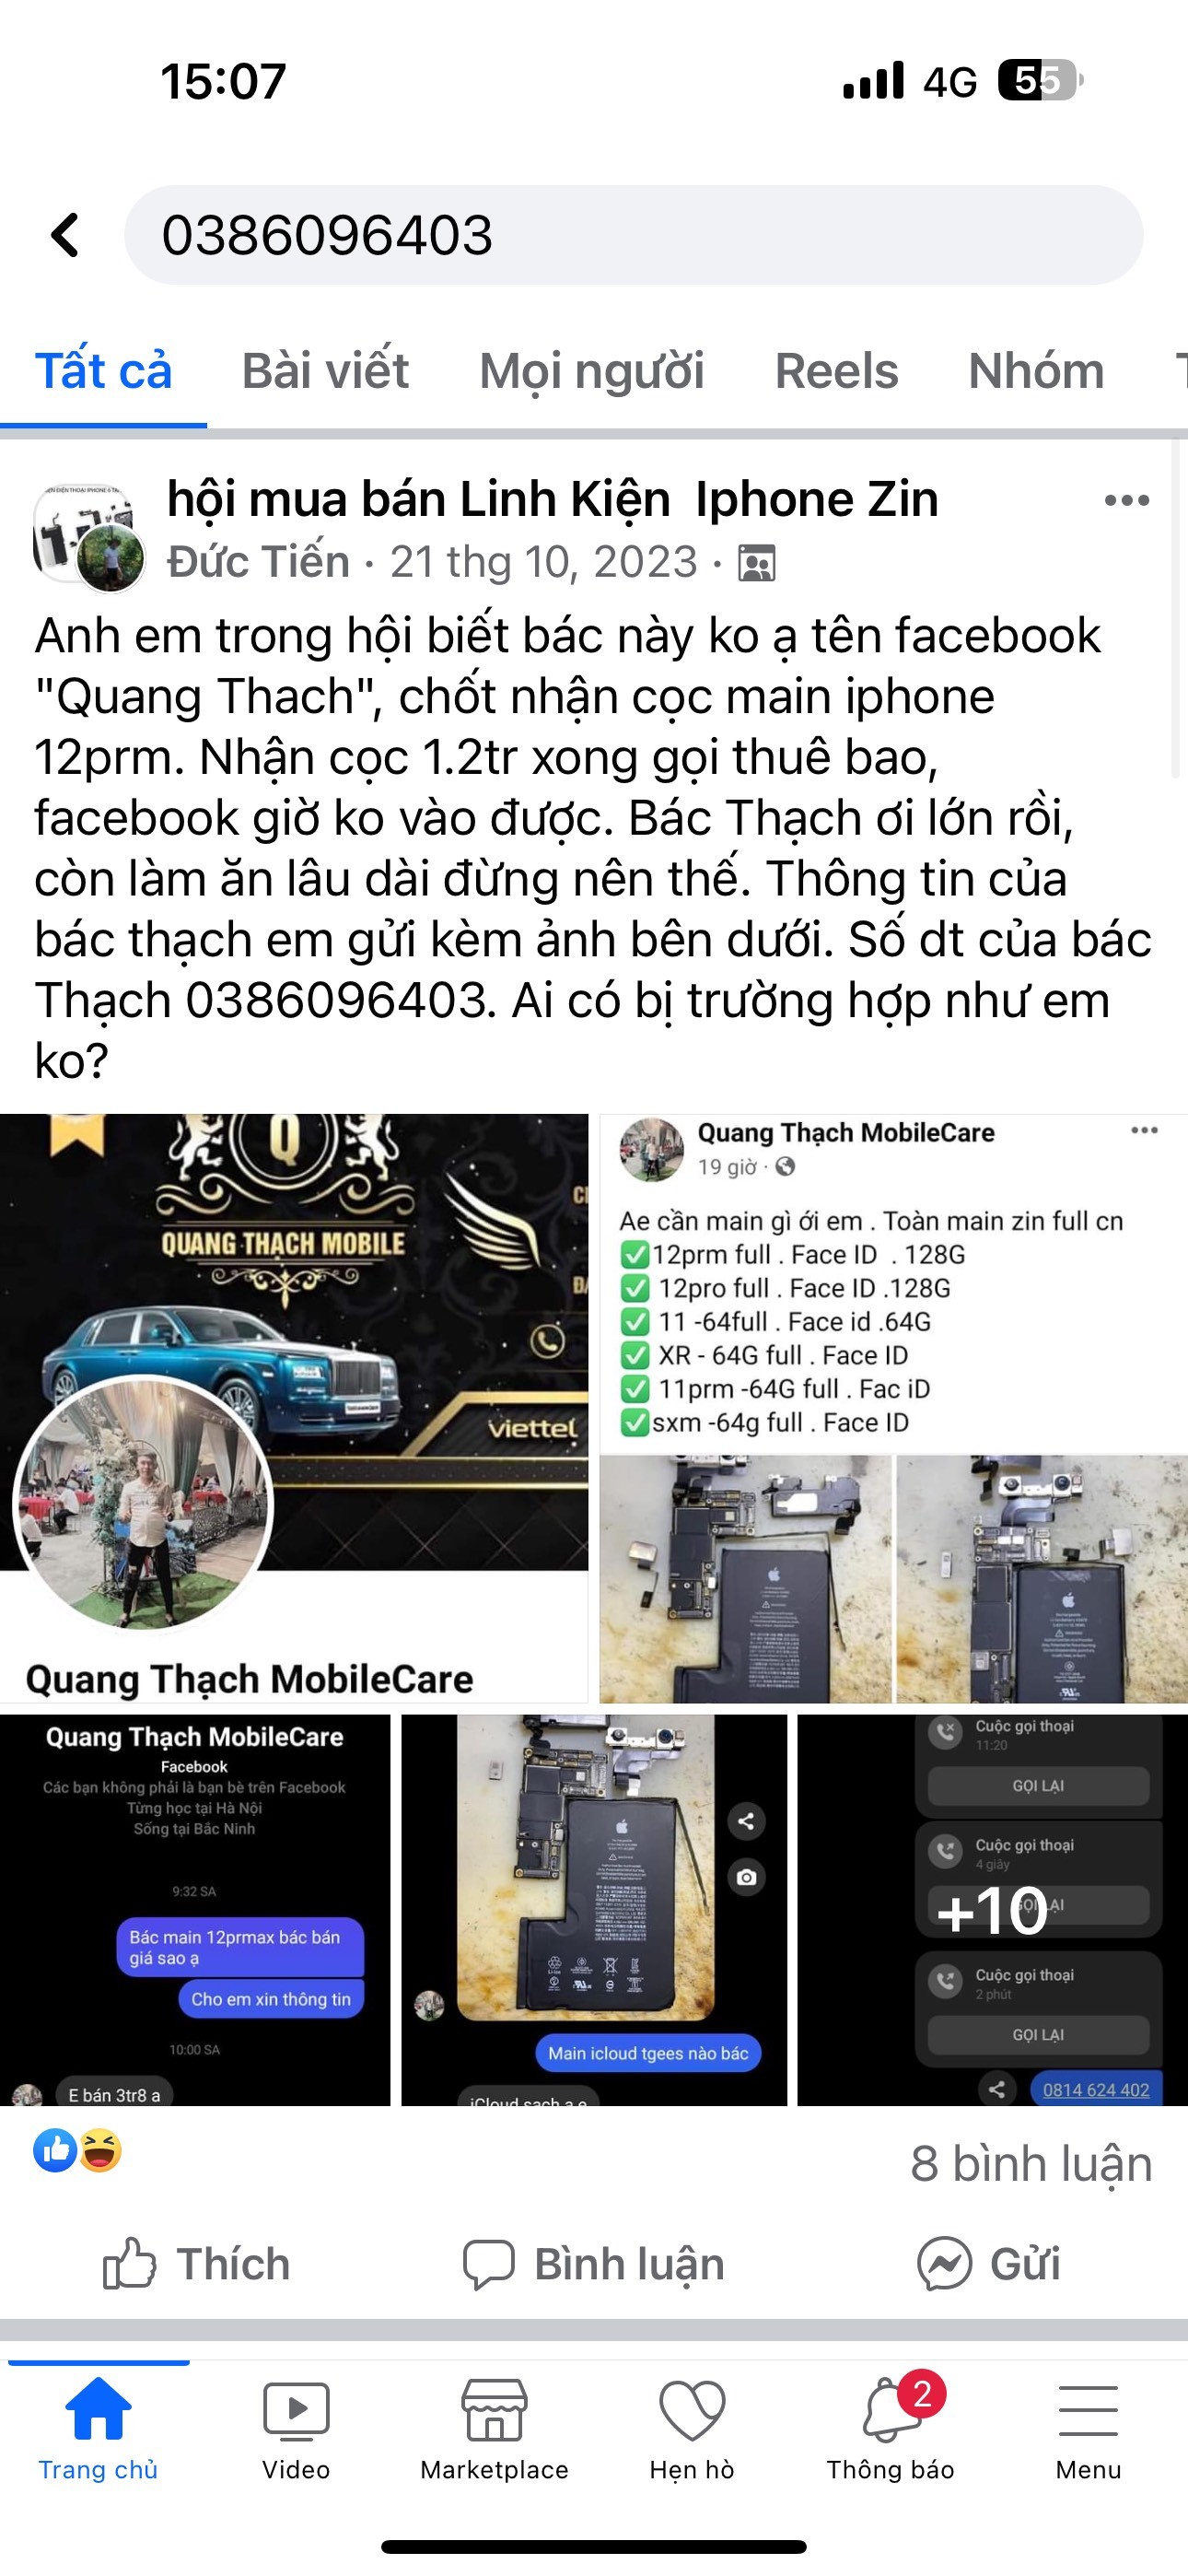 15:07
4G 55
0386096403
Tất cả Bài viết Mọi người Reels Nhóm
hội mua bán Linh Kiện Iphone Zin
Đức Tiến · 21 thg 10, 2023 ·
Anh em trong hội biết bác này ko ạ tên facebook
"Quang Thach", chốt nhận cọc main iphone
12prm. Nhận cọc 1.2tr xong gọi thuê bao,
facebook giờ ko vào được. Bác Thạch ơi lớn rồi,
còn làm ăn lâu dài đừng nên thế. Thông tin của
bác thạch em gửi kèm ảnh bên dưới. Số dt của bác
Thạch 0386096403. Ai có bị trường hợp như em
ko?
Q
QUANG THẠCH MOBILE
viettel
Quang Thạch MobileCare
Quang Thạch MobileCare
19 giờ ·
Ae cần main gì ới em . Toàn main zin full cn
✅12prm full . Face ID . 128G
✅ 12pro full . Face ID .128G
✅ 11 -64full . Face id .64G
✅ XR - 64G full . Face ID
✅ 11prm -64G full . Fac iD
✅sxm -64g full . Face ID
Quang Thạch MobileCare
Facebook
Các bạn không phải là bạn bè trên Facebook
Từng học tại Hà Nội
Sống tại Bắc Ninh
9:32 SA
Bác main 12prmax bác bán
giá sao ạ
Cho em xin thông tin
10:00 SA
E bán 3tr8 a
Main icloud tgees nào bác
iCloud sạch a e
Cuộc gọi thoại
11:20
GỌI LẠI
Cuộc gọi thoại
4 giây
GỌI LẠI
+10
Cuộc gọi thoại
2 phút
GỌI LẠI
0814 624 402
8 bình luận
Thích Bình luận Gửi
2
Trang chủ Video Marketplace Hẹn hò Thông báo Menu